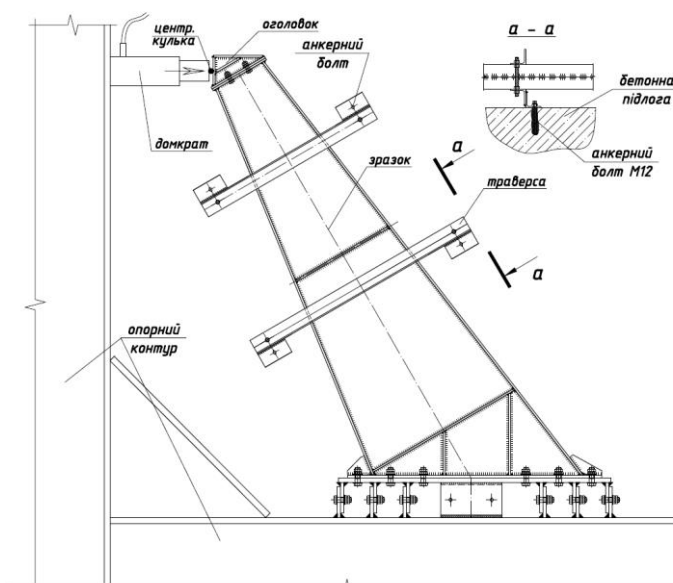 центр.
кулька
оголовок
анкерний
болт
а - а
бетонна
підлога
домкрат
анкерний
болт М12
зразок
а
траверса
а
опорний
контур